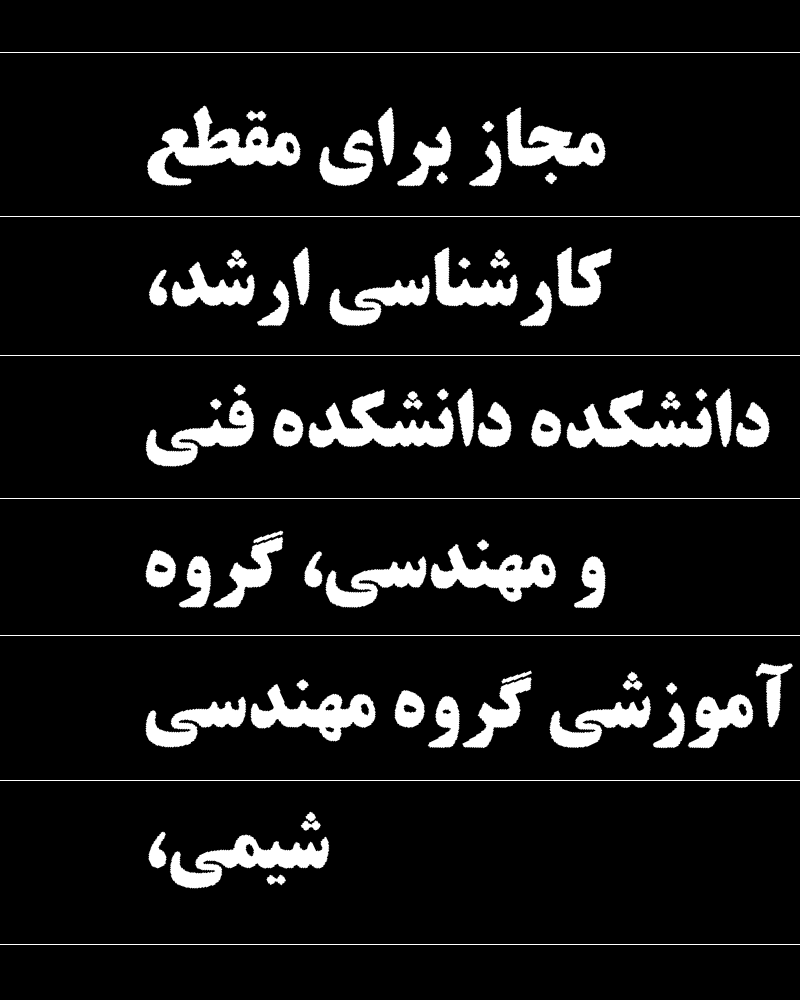 مجاز برای مقطع
کارشناسی ارشد،
دانشکده دانشکده فنی
و مهندسی، گروه
آموزشی گروه مهندسی
شیمی،